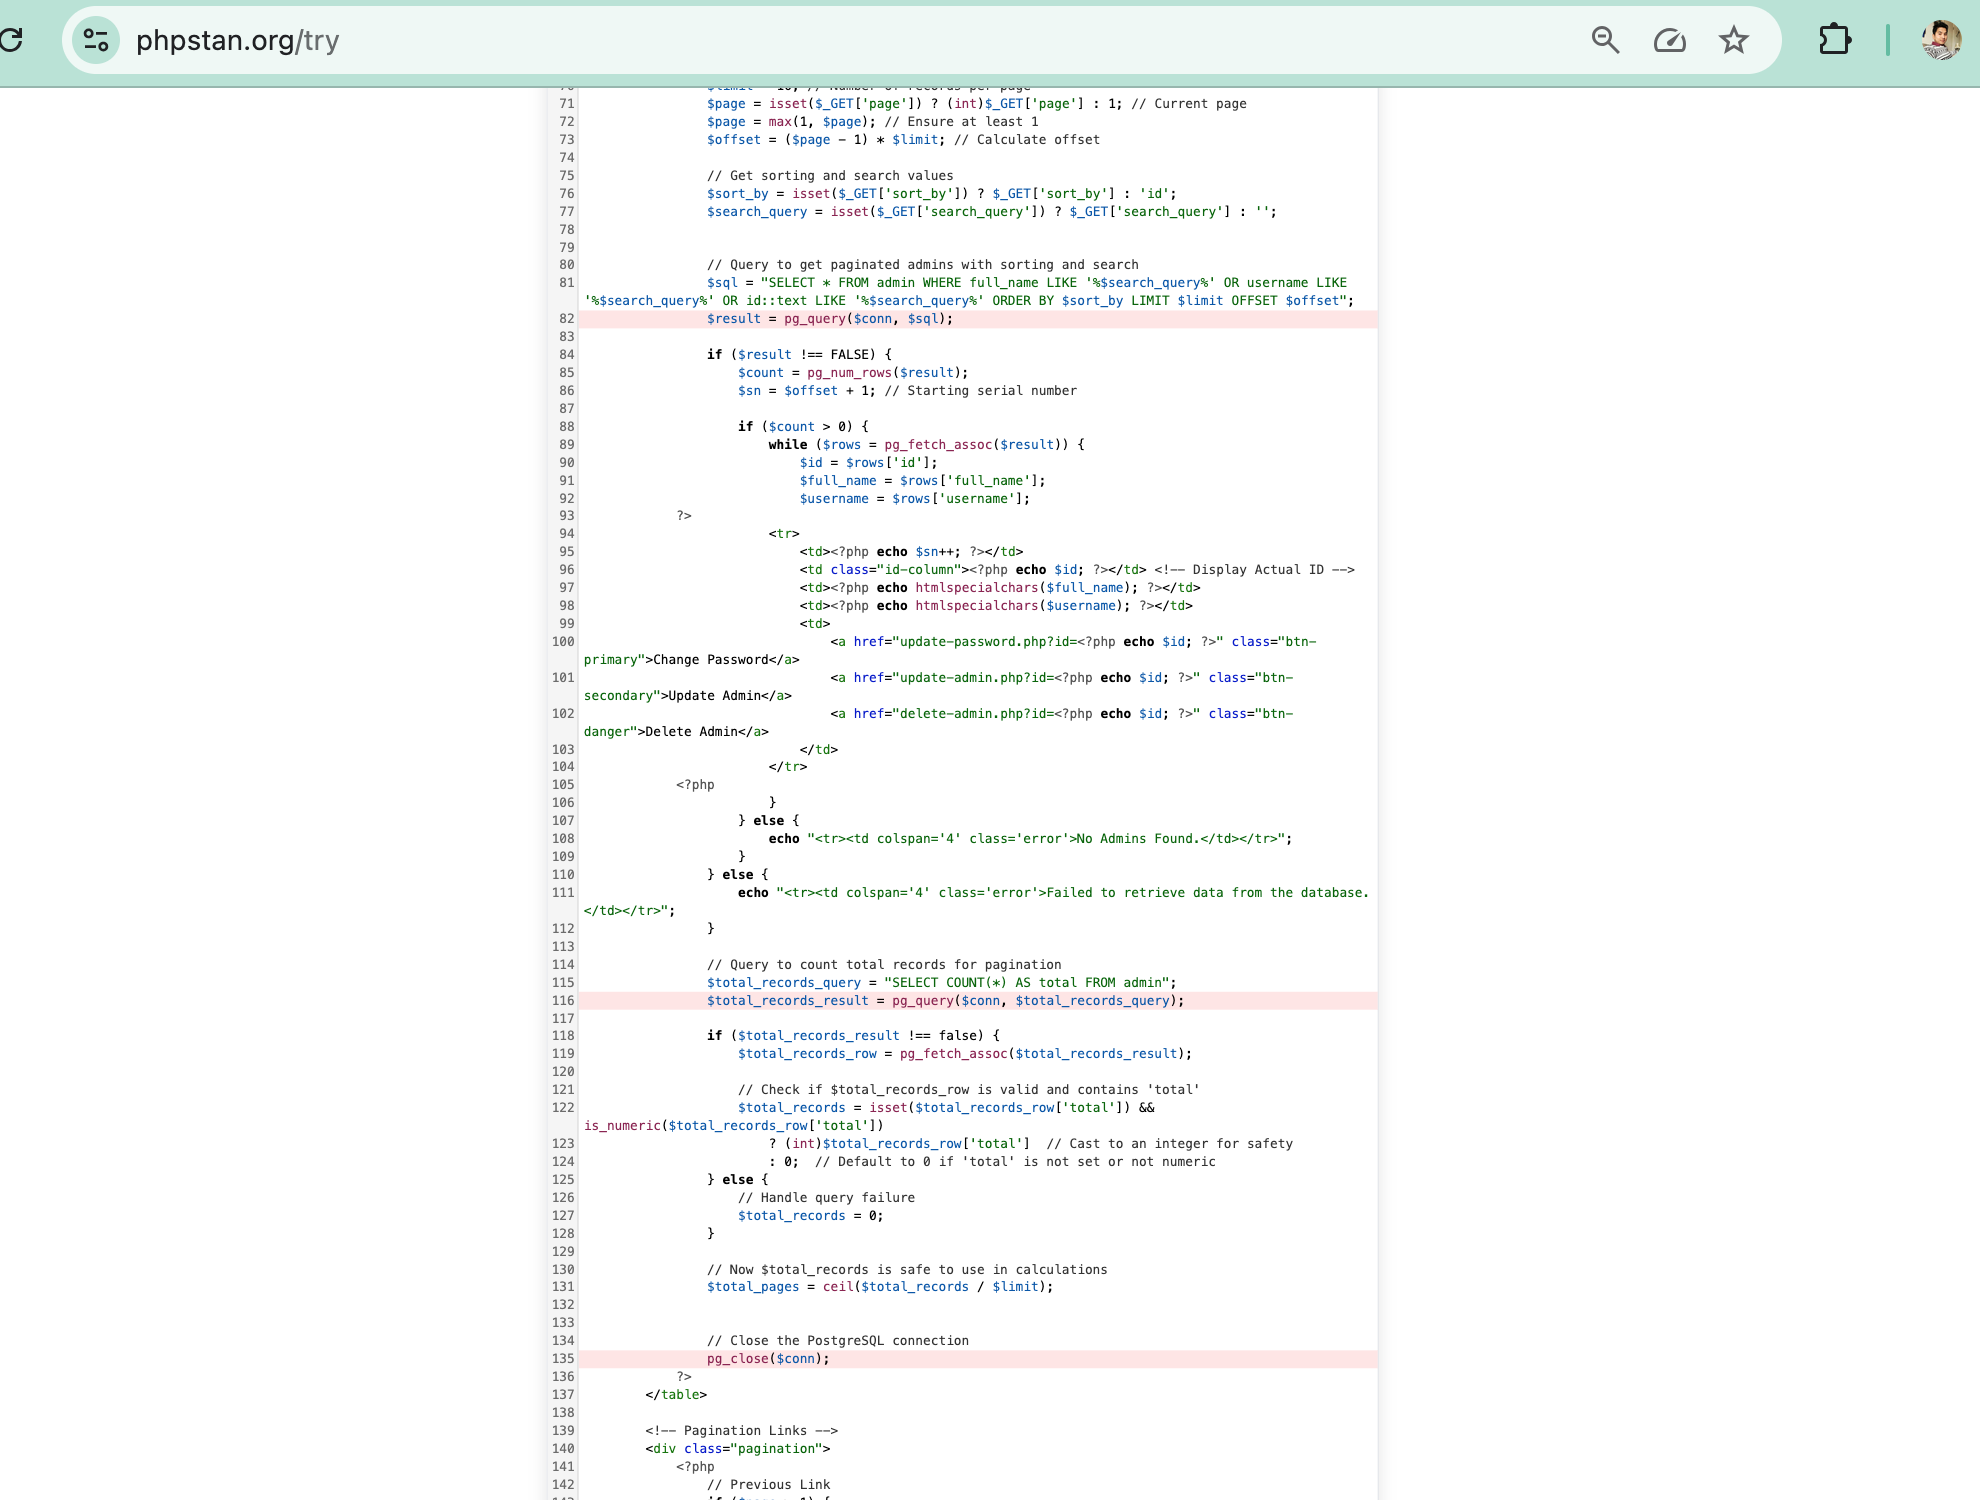 phpstan.org/try
71 $page = isset($_GET['page']) ? (int)$_GET['page'] : 1; // Current page
72 $page = max(1, $page); // Ensure at least 1
73 $offset = ($page - 1) * $limit; // Calculate offset
74
75 // Get sorting and search values
76 $sort_by = isset($_GET['sort_by']) ? $_GET['sort_by'] : 'id';
77 $search_query = isset($_GET['search_query']) ? $_GET['search_query'] : '';
78
79
80 // Query to get paginated admins with sorting and search
81 $sql = "SELECT * FROM admin WHERE full_name LIKE '%$search_query%' OR username LIKE
'%$search_query%' OR id::text LIKE '%$search_query%' ORDER BY $sort_by LIMIT $limit OFFSET $offset";
82 $result = pg_query($conn, $sql);
83
84 if ($result !== FALSE) {
85 $count = pg_num_rows($result);
86 $sn = $offset + 1; // Starting serial number
87
88 if ($count > 0) {
89 while ($rows = pg_fetch_assoc($result)) {
90 $id = $rows['id'];
91 $full_name = $rows['full_name'];
92 $username = $rows['username'];
93 ?>
94 <tr>
95 <td><?php echo $sn++; ?></td>
96 <td class="id-column"><?php echo $id; ?></td> <!-- Display Actual ID -->
97 <td><?php echo htmlspecialchars($full_name); ?></td>
98 <td><?php echo htmlspecialchars($username); ?></td>
99 <td>
100 <a href="update-password.php?id=<?php echo $id; ?>" class="btn-
primary">Change Password</a>
101 <a href="update-admin.php?id=<?php echo $id; ?>" class="btn-
secondary">Update Admin</a>
102 <a href="delete-admin.php?id=<?php echo $id; ?>" class="btn-
danger">Delete Admin</a>
103 </td>
104 </tr>
105 <?php
106 }
107 } else {
108 echo "<tr><td colspan='4' class='error'>No Admins Found.</td></tr>";
109 }
110 } else {
111 echo "<tr><td colspan='4' class='error'>Failed to retrieve data from the database.
</td></tr>";
112 }
113
114 // Query to count total records for pagination
115 $total_records_query = "SELECT COUNT(*) AS total FROM admin";
116 $total_records_result = pg_query($conn, $total_records_query);
117
118 if ($total_records_result !== false) {
119 $total_records_row = pg_fetch_assoc($total_records_result);
120
121 // Check if $total_records_row is valid and contains 'total'
122 $total_records = isset($total_records_row['total']) &&
is_numeric($total_records_row['total'])
123 ? (int)$total_records_row['total'] // Cast to an integer for safety
124 : 0; // Default to 0 if 'total' is not set or not numeric
125 } else {
126 // Handle query failure
127 $total_records = 0;
128 }
129
130 // Now $total_records is safe to use in calculations
131 $total_pages = ceil($total_records / $limit);
132
133
134 // Close the PostgreSQL connection
135 pg_close($conn);
136 ?>
137 </table>
138
139 <!-- Pagination Links -->
140 <div class="pagination">
141 <?php
142 // Previous Link